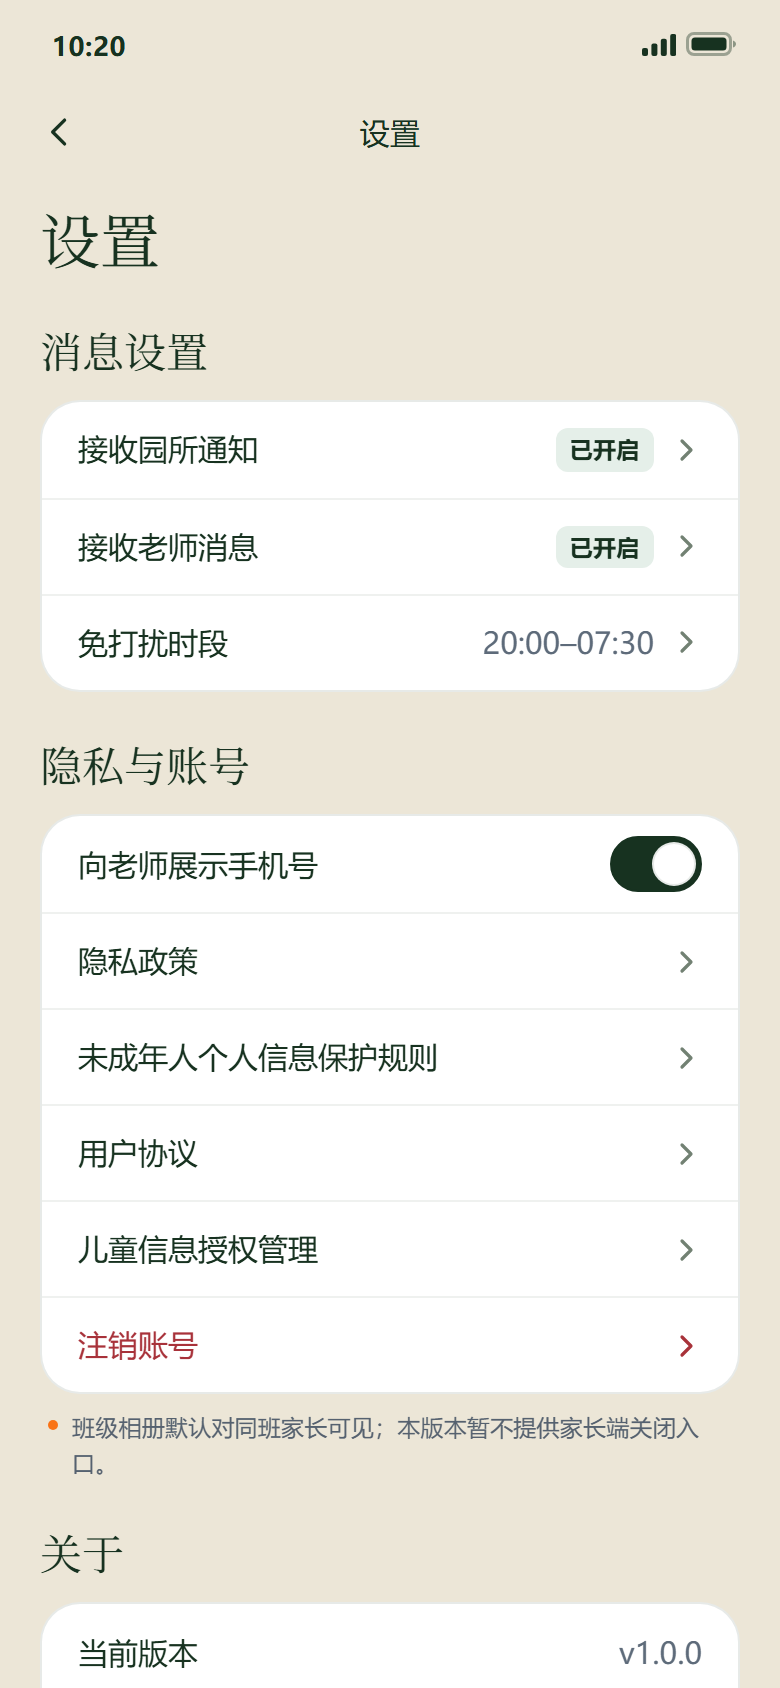 10:20
设置
设置
消息设置
接收园所通知 已开启
接收老师消息 已开启
免打扰时段 20:00–07:30
隐私与账号
向老师展示手机号
隐私政策
未成年人个人信息保护规则
用户协议
儿童信息授权管理
注销账号
班级相册默认对同班家长可见；本版本暂不提供家长端关闭入
口。
关于
当前版本 v1.0.0